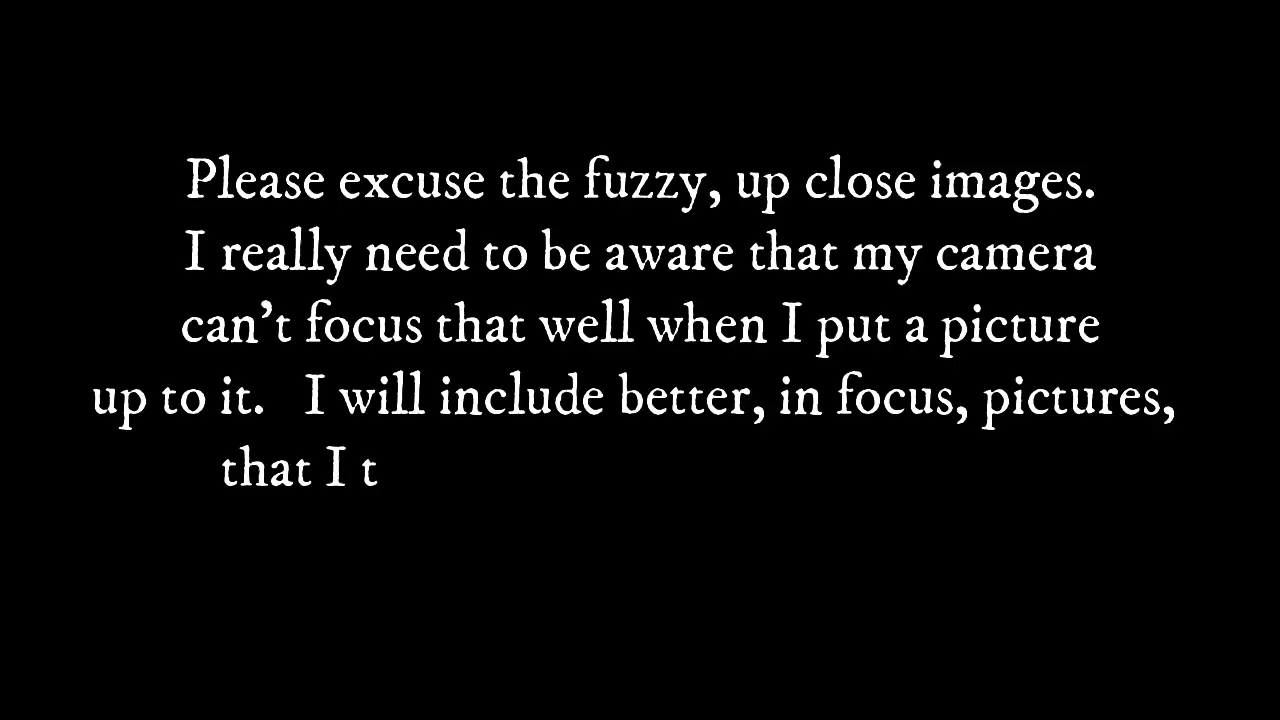 Please excuse the fuzzy, up close images.
I really need to be aware that my camera
can't focus that well when I put a picture
up to it.   I will include better, in focus, pictures,
that I t